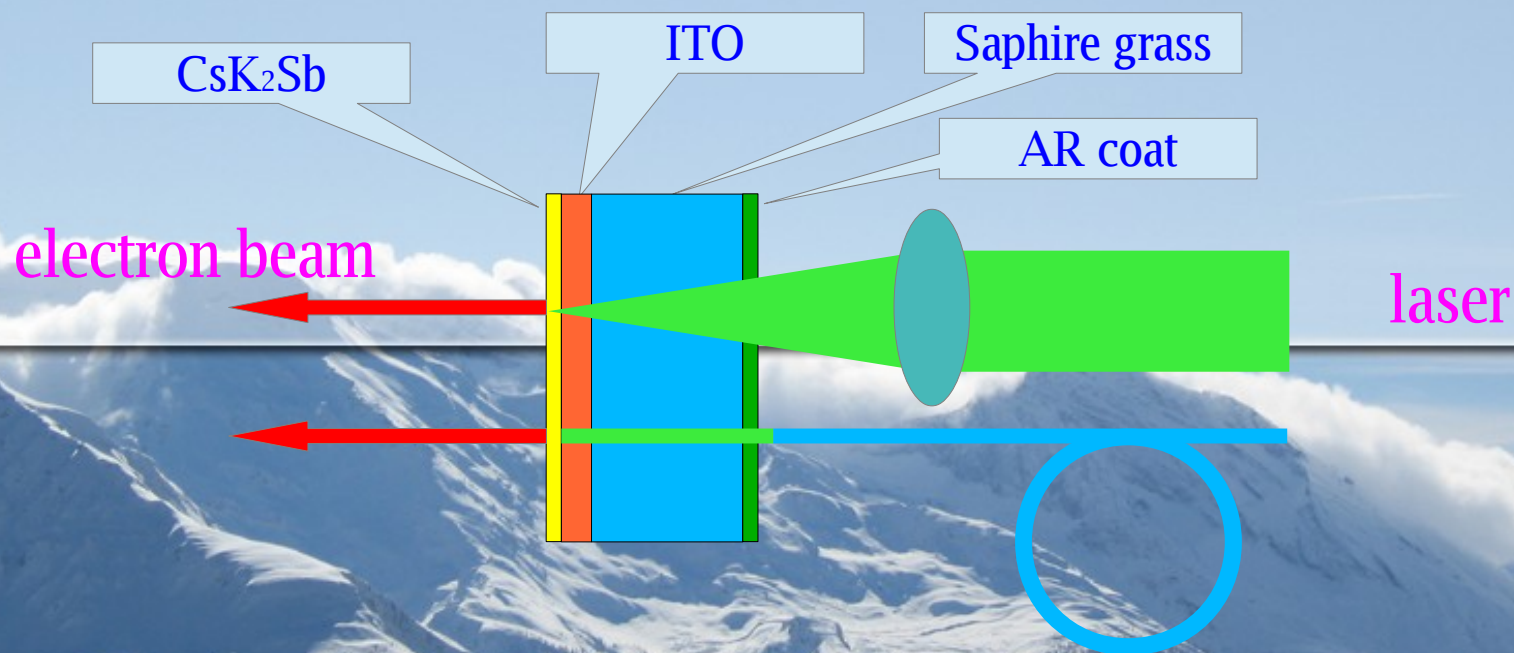 CsK₂Sb
ITO
Saphire grass
AR coat
electron beam
laser